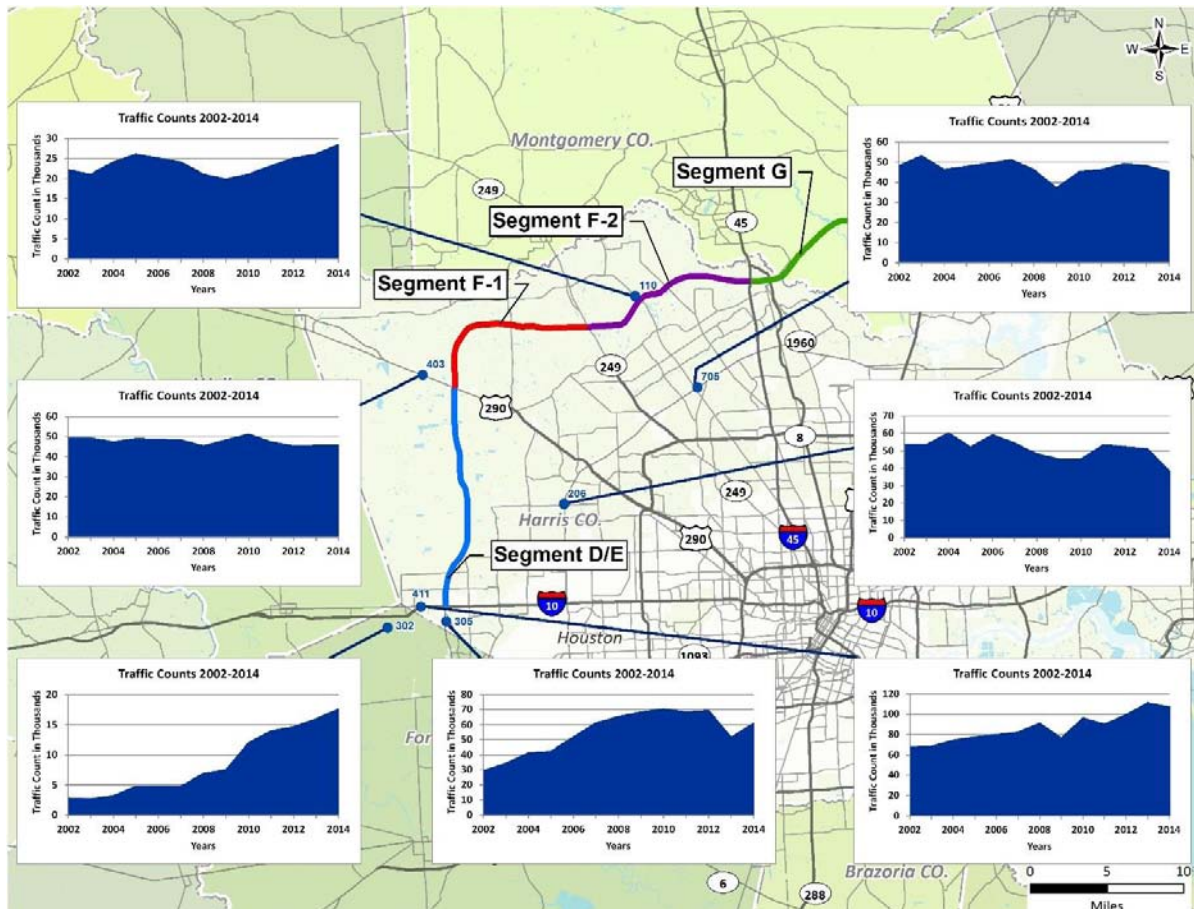 N
W E
S
Montgomery CO.
249
45
Segment G
Segment F-2
Segment F-1
110
403
290
249
1960
705
8
206
249
Harris CO.
290
45
Segment D/E
411
10
10
302
305
Houston
1093
6
288
Brazoria CO.
0 5 10
Miles
Traffic Counts 2002-2014
Traffic Count in Thousands
30
25
20
15
10
5
0
2002 2004 2006 2008 2010 2012 2014
Years
Traffic Counts 2002-2014
Traffic Count in Thousands
60
50
40
30
20
10
0
2002 2004 2006 2008 2010 2012 2014
Years
Traffic Counts 2002-2014
Traffic Count in Thousands
60
50
40
30
20
10
0
2002 2004 2006 2008 2010 2012 2014
Years
Traffic Counts 2002-2014
Traffic Count in Thousands
70
60
50
40
30
20
10
0
2002 2004 2006 2008 2010 2012 2014
Years
Traffic Counts 2002-2014
Traffic Count in Thousands
20
15
10
5
0
2002 2004 2006 2008 2010 2012 2014
Years
Traffic Counts 2002-2014
Traffic Count in Thousands
80
70
60
50
40
30
20
10
0
2002 2004 2006 2008 2010 2012 2014
Years
Traffic Counts 2002-2014
Traffic Count in Thousands
120
100
80
60
40
20
0
2002 2004 2006 2008 2010 2012 2014
Years